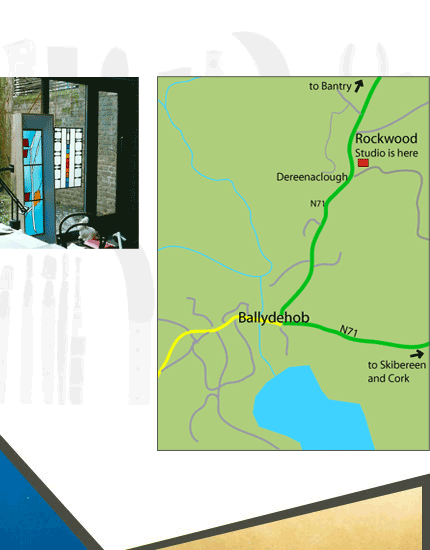 to Bantry
Rockwood
Studio is here
Dereenaclough
N71
Ballydehob
N71
to Skibereen
and Cork